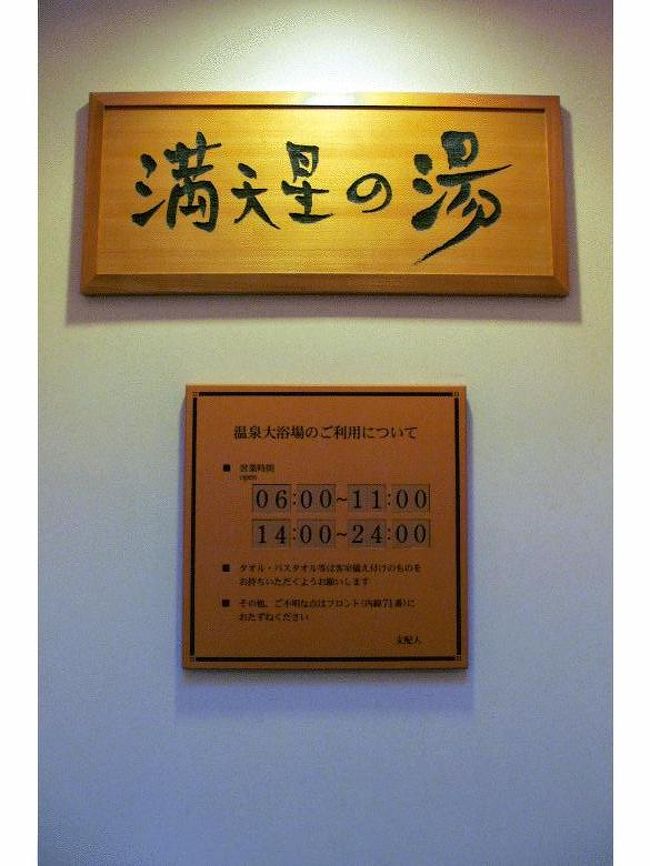 満天星の湯
温泉大浴場のご利用について
■ 営業時間
open
06:00~11:00
14:00~24:00
■ タオル・バスタオル等は客室備え付けのものを
お持ちいただくようお願いします
■ その他、ご不明な点はフロント(内線71番)に
おたずねください
支配人